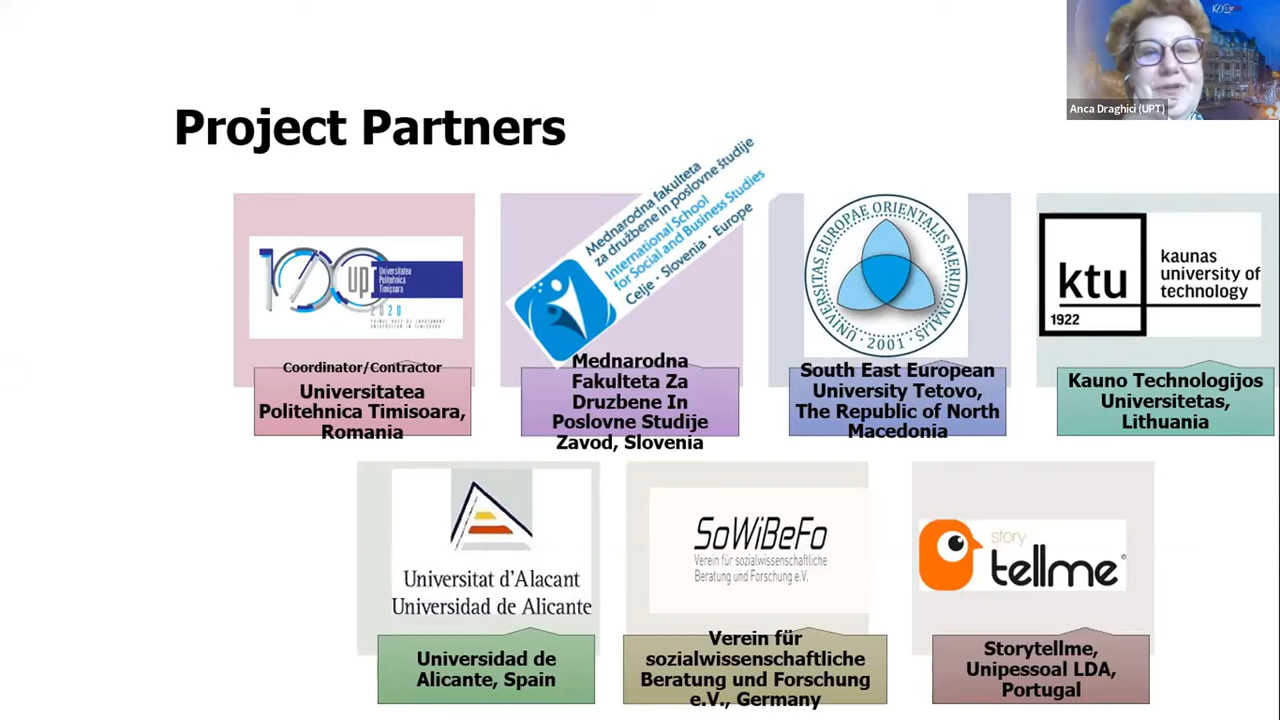 Anca Draghici (UPT)
Project Partners
100 upt Universitatea
Politehnica
Timișoara
2020
Mednarodna fakulteta
za družbene in poslovne študije
International School
for Social and Business Studies
Celje · Slovenia · Europe
UNIVERSITAS EUROPAE ORIENTALIS MERIDIONALIS
· 2001 ·
ktu
1922
kaunas
university of
technology
Coordinator/Contractor
Universitatea
Politehnica Timisoara,
Romania
Mednarodna
Fakulteta Za
Druzbene In
Poslovne Studije
Zavod, Slovenia
South East European
University Tetovo,
The Republic of North
Macedonia
Kauno Technologijos
Universitetas,
Lithuania
Universitat d'Alacant
Universidad de Alicante
SoWiBeFo
Verein für sozialwissenschaftliche
Beratung und Forschung e.V.
story
tellme
©
Universidad de
Alicante, Spain
Verein für
sozialwissenschaftliche
Beratung und Forschung
e.V., Germany
Storytellme,
Unipessoal LDA,
Portugal